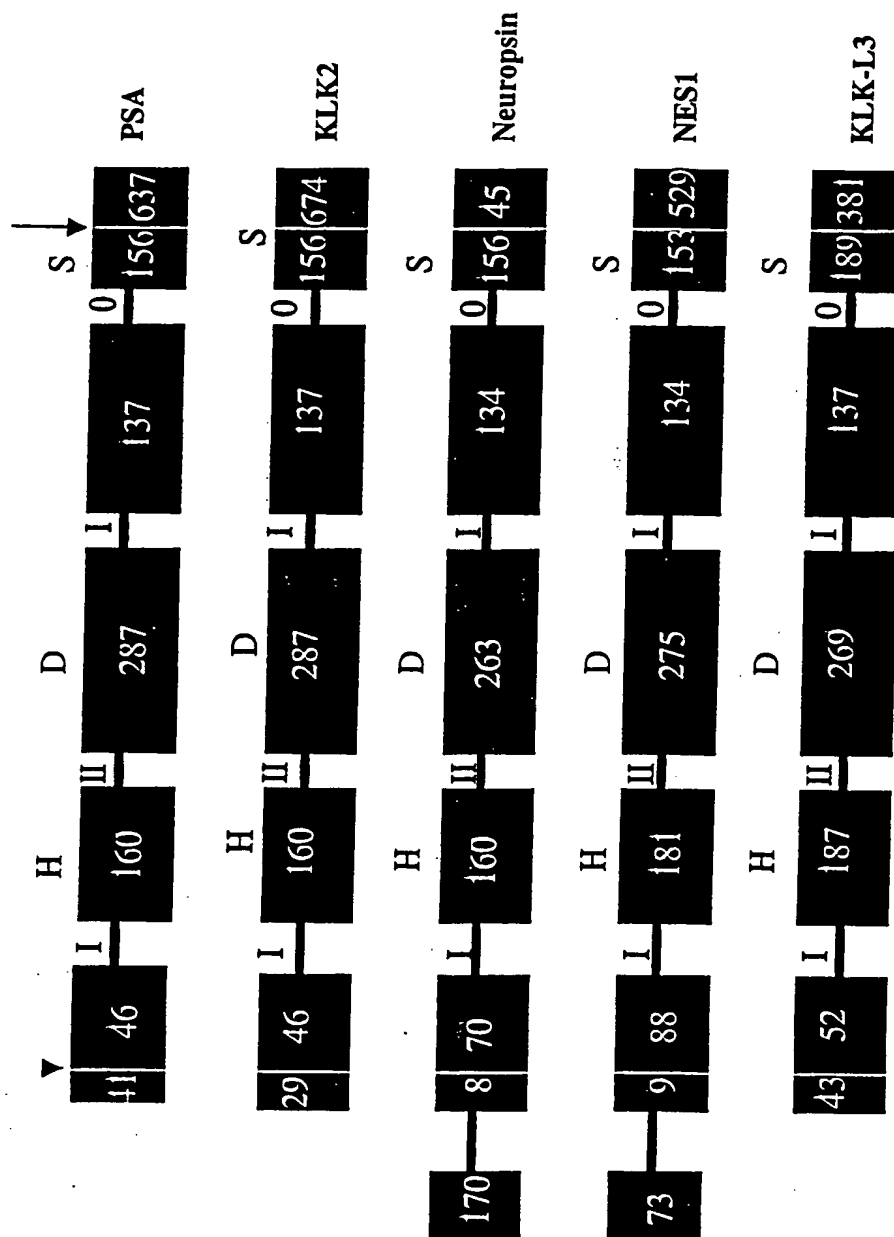 H D S
I II I 0
41 46 160 287 137 156 637 PSA
H D S
I II I 0
29 46 160 287 137 156 674 KLK2
H D S
I II I 0
170 8 70 160 263 134 156 45 Neuropsin
H D S
I II I 0
73 9 88 181 275 134 153 529 NES1
H D S
I II I 0
43 52 187 269 137 189 381 KLK-L3